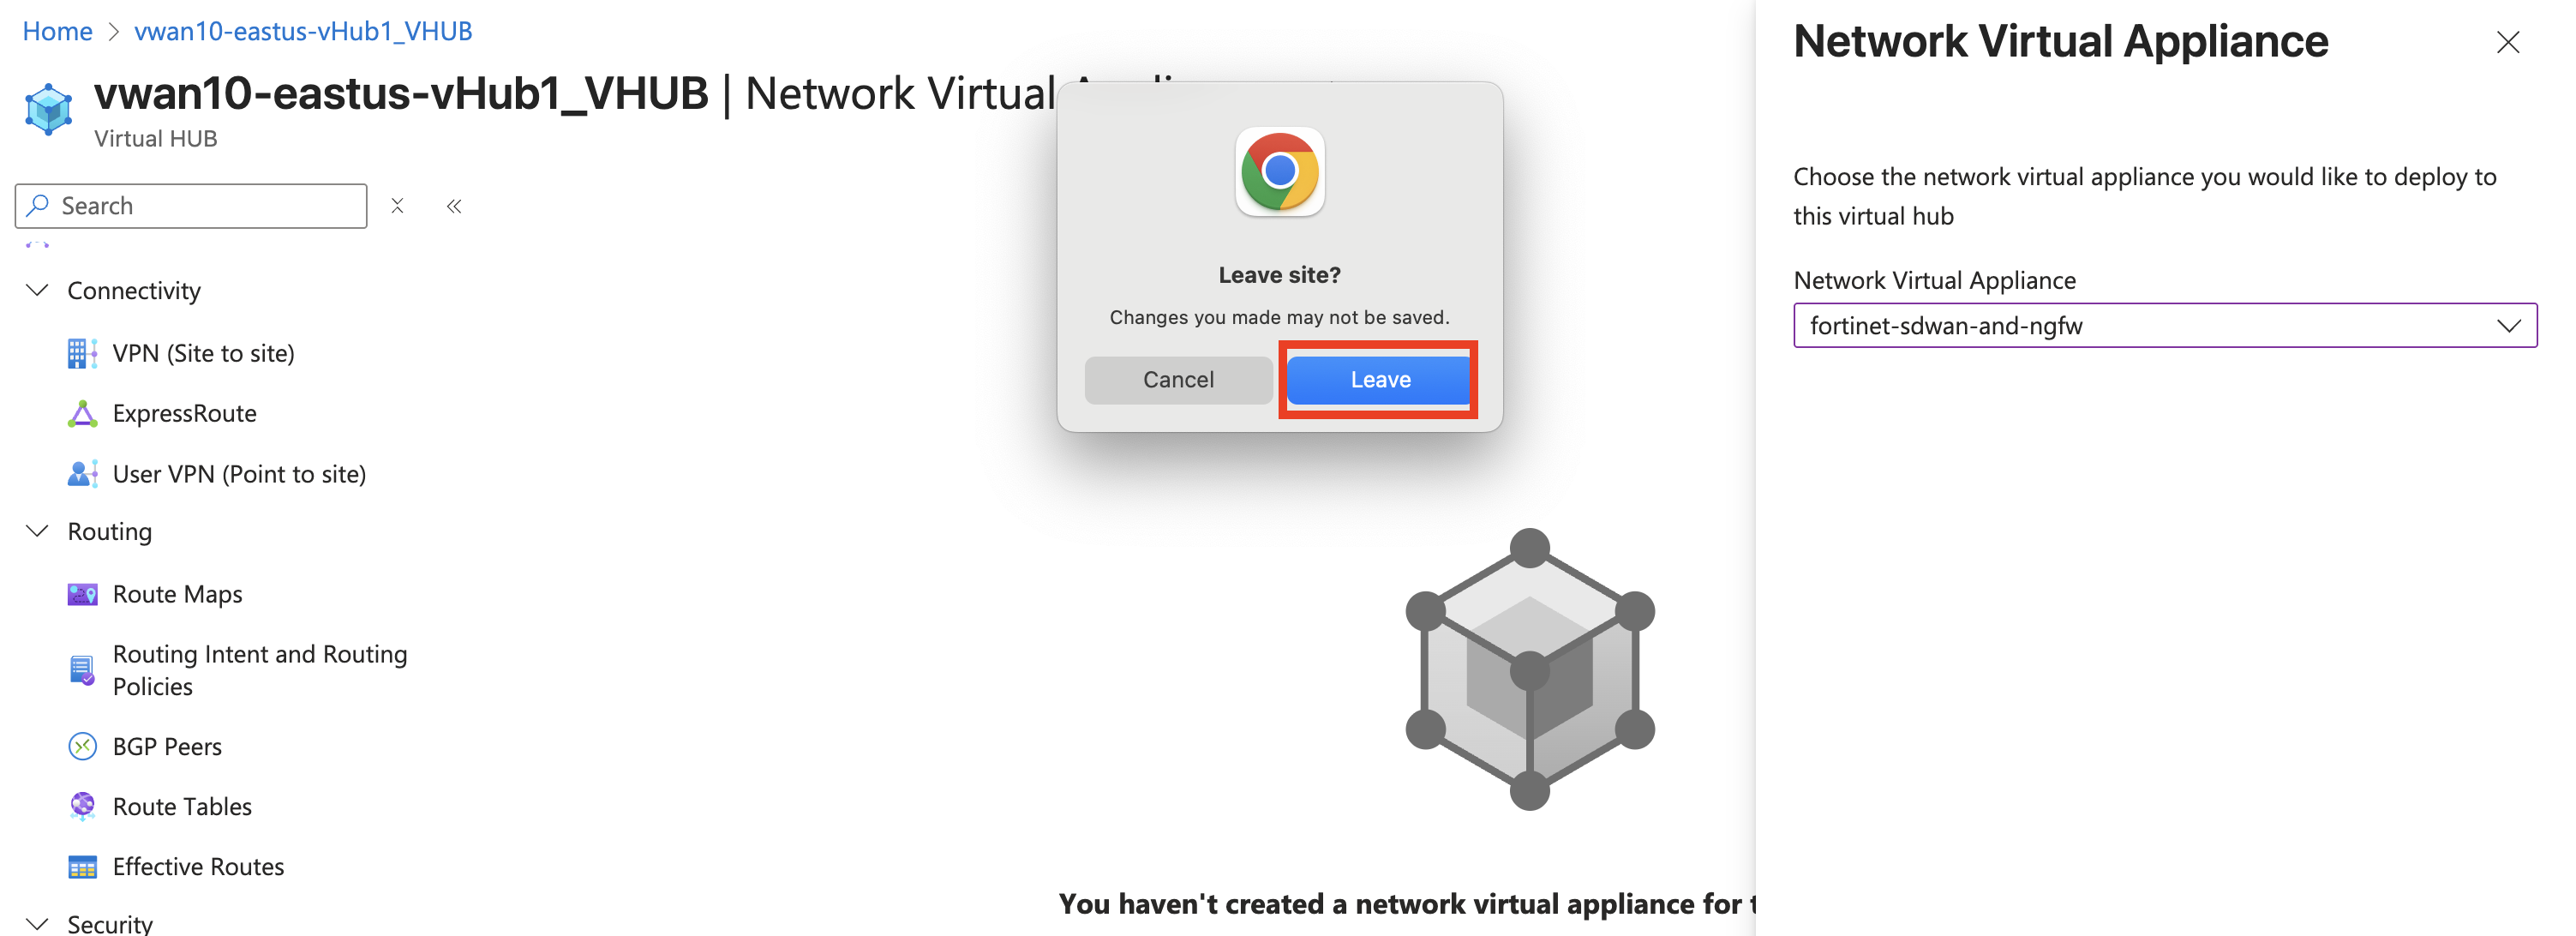 Home > vwan10-eastus-vHub1_VHUB
vwan10-eastus-vHub1_VHUB | Network Virtual
Virtual HUB
Search
Connectivity
VPN (Site to site)
ExpressRoute
User VPN (Point to site)
Routing
Route Maps
Routing Intent and Routing
Policies
BGP Peers
Route Tables
Effective Routes
Security
Leave site?
Changes you made may not be saved.
Cancel
Leave
You haven't created a network virtual appliance for
Network Virtual Appliance
Choose the network virtual appliance you would like to deploy to
this virtual hub
Network Virtual Appliance
fortinet-sdwan-and-ngfw